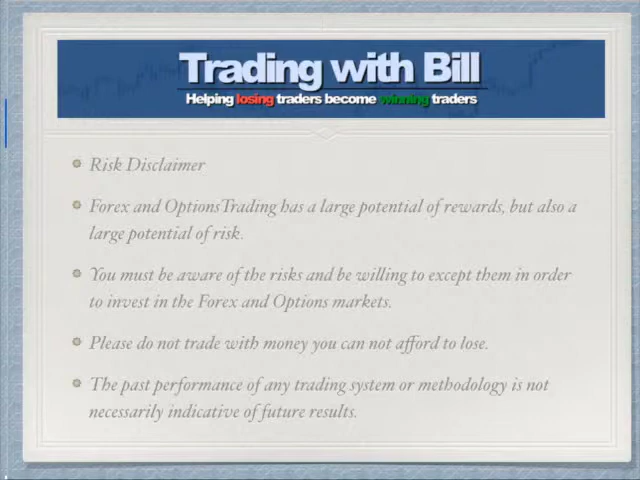 Trading with Bill
Helping losing traders become winning traders
Risk Disclaimer
Forex and Options Trading has a large potential of rewards, but also a
large potential of risk.
You must be aware of the risks and be willing to except them in order
to invest in the Forex and Options markets.
Please do not trade with money you can not afford to lose.
The past performance of any trading system or methodology is not
necessarily indicative of future results.